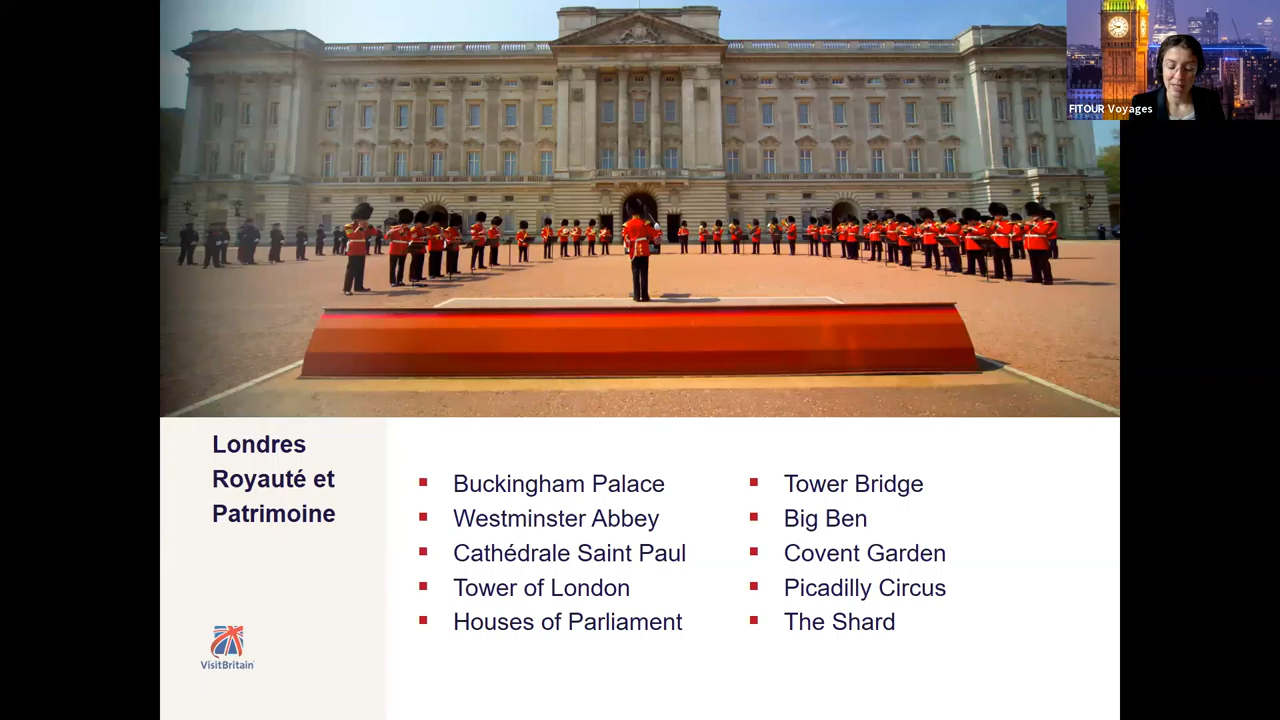 FITOUR Voyages
Londres
Royauté et
Patrimoine
Buckingham Palace
Westminster Abbey
Cathédrale Saint Paul
Tower of London
Houses of Parliament
Tower Bridge
Big Ben
Covent Garden
Picadilly Circus
The Shard
VisitBritain